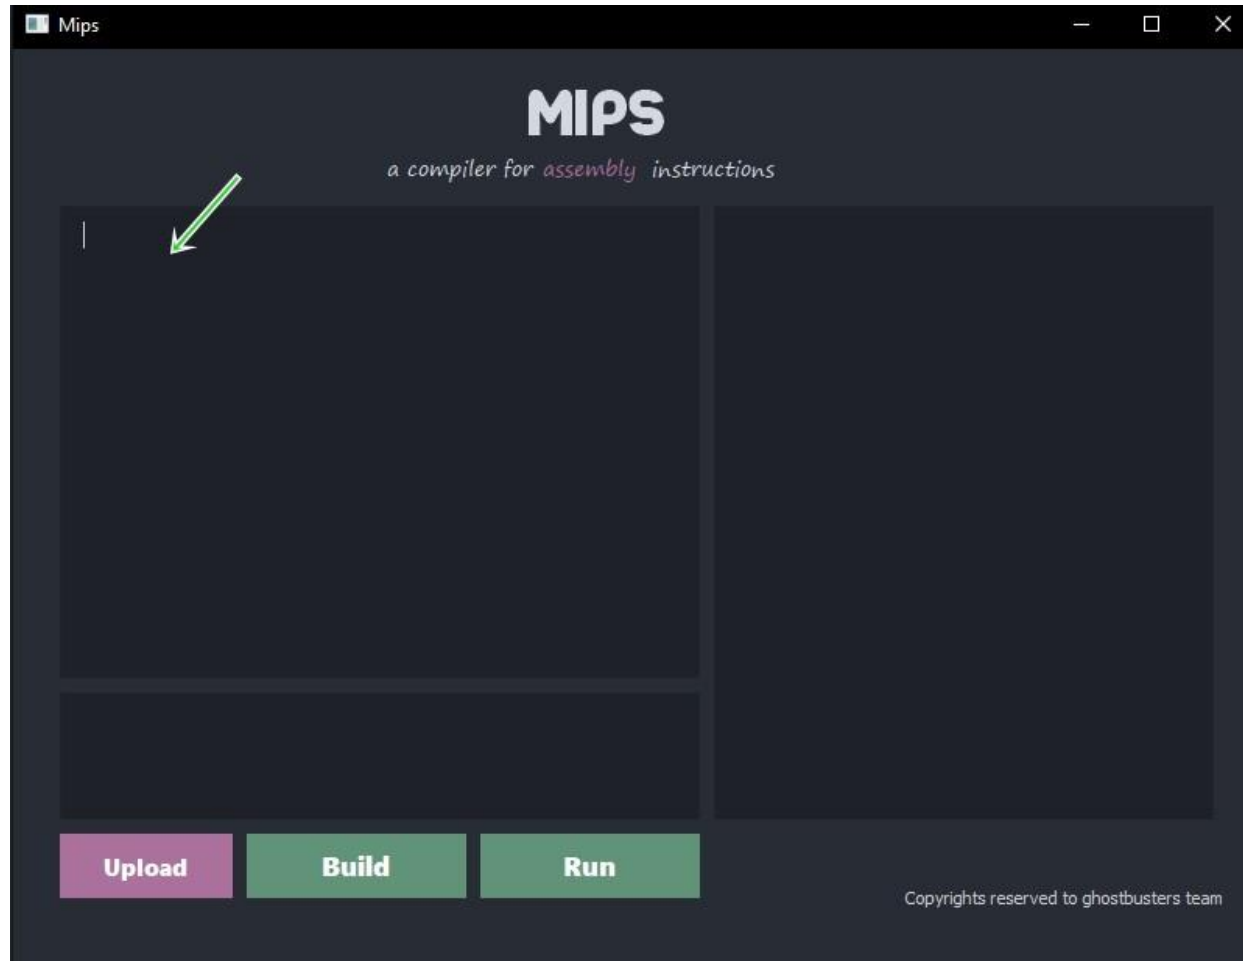 Mips
MIPS
a compiler for assembly instructions
Upload
Build
Run
Copyrights reserved to ghostbusters team